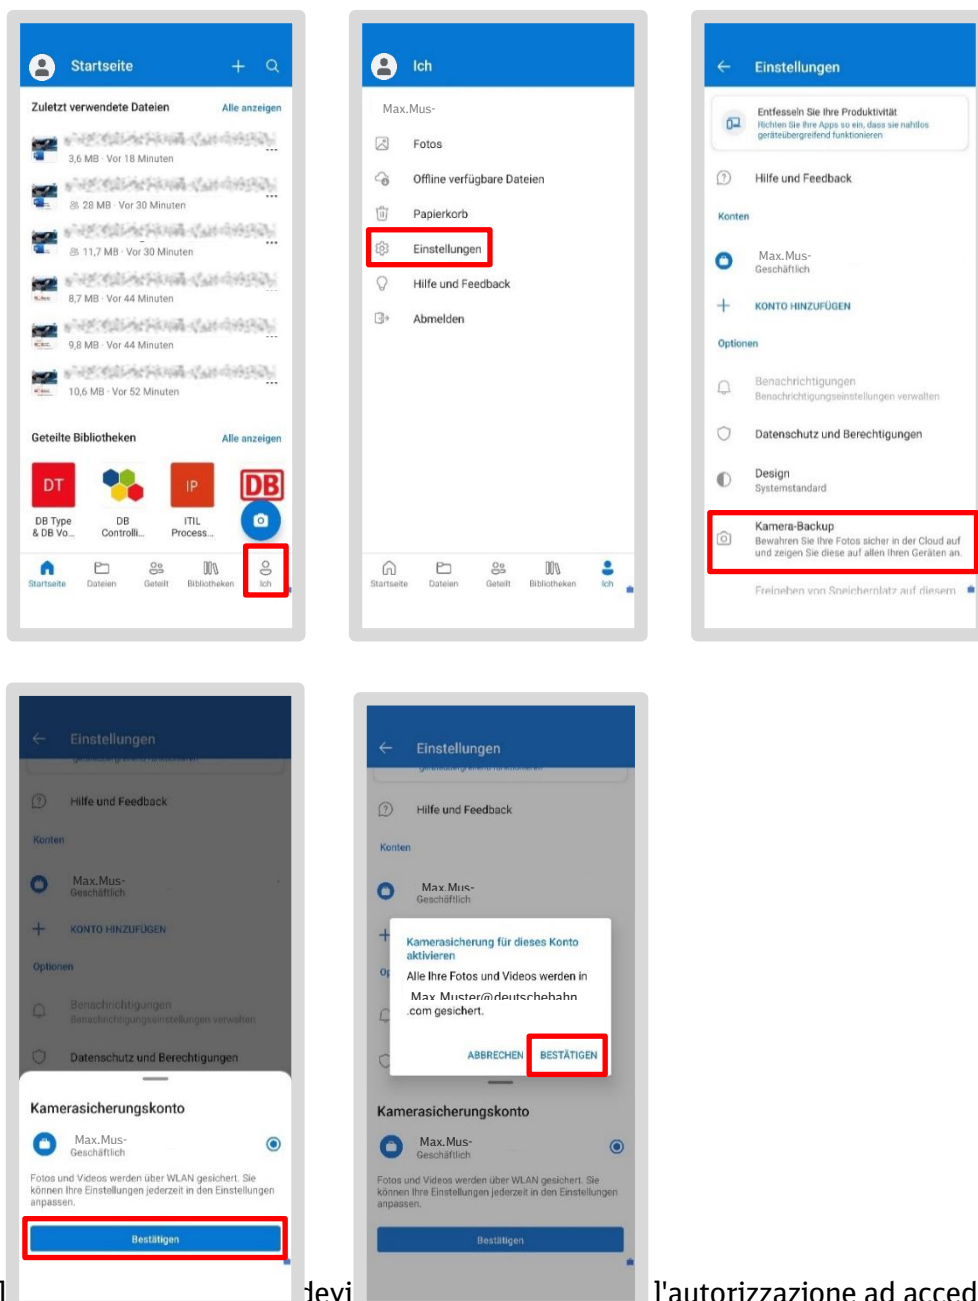 Startseite
Zuletzt verwendete Dateien
Alle anzeigen
3,6 MB · Vor 18 Minuten
28 MB · Vor 30 Minuten
11,7 MB · Vor 30 Minuten
8,7 MB · Vor 44 Minuten
9,8 MB · Vor 44 Minuten
10,6 MB · Vor 52 Minuten
Geteilte Bibliotheken
Alle anzeigen
DT
IP
DB
DB Type
& DB Vo...
DB
Controlli...
ITIL
Process...
Startseite
Dateien
Geteilt
Bibliotheken
Ich
Ich
Max.Mus-
Fotos
Offline verfügbare Dateien
Papierkorb
Einstellungen
Hilfe und Feedback
Abmelden
Startseite
Dateien
Geteilt
Bibliotheken
Ich
Einstellungen
Entfesseln Sie Ihre Produktivität
Richten Sie Ihre Apps so ein, dass sie nahtlos
geräteübergreifend funktionieren
Hilfe und Feedback
Konten
Max.Mus-
Geschäftlich
KONTO HINZUFÜGEN
Optionen
Benachrichtigungen
Benachrichtigungseinstellungen verwalten
Datenschutz und Berechtigungen
Design
Systemstandard
Kamera-Backup
Bewahren Sie Ihre Fotos sicher in der Cloud auf
und zeigen Sie diese auf allen Ihren Geräten an.
Freigeben von Speicherplatz auf diesem
Einstellungen
geräteübergreifend funktionieren
Hilfe und Feedback
Konten
Max.Mus-
Geschäftlich
KONTO HINZUFÜGEN
Optionen
Benachrichtigungen
Benachrichtigungseinstellungen verwalten
Datenschutz und Berechtigungen
Kamerasicherungskonto
Max.Mus-
Geschäftlich
Fotos und Videos werden über WLAN gesichert. Sie
können Ihre Einstellungen jederzeit in den Einstellungen
anpassen.
Bestätigen
Einstellungen
geräteübergreifend funktionieren
Hilfe und Feedback
Konten
Max.Mus-
Geschäftlich
Kamerasicherung für dieses Konto
aktivieren
Alle Ihre Fotos und Videos werden in
Max.Muster@deutschebahn
.com gesichert.
ABBRECHEN
BESTÄTIGEN
Kamerasicherungskonto
Max.Mus-
Geschäftlich
Fotos und Videos werden über WLAN gesichert. Sie
können Ihre Einstellungen jederzeit in den Einstellungen
anpassen.
Bestätigen
devi l'autorizzazione ad acced